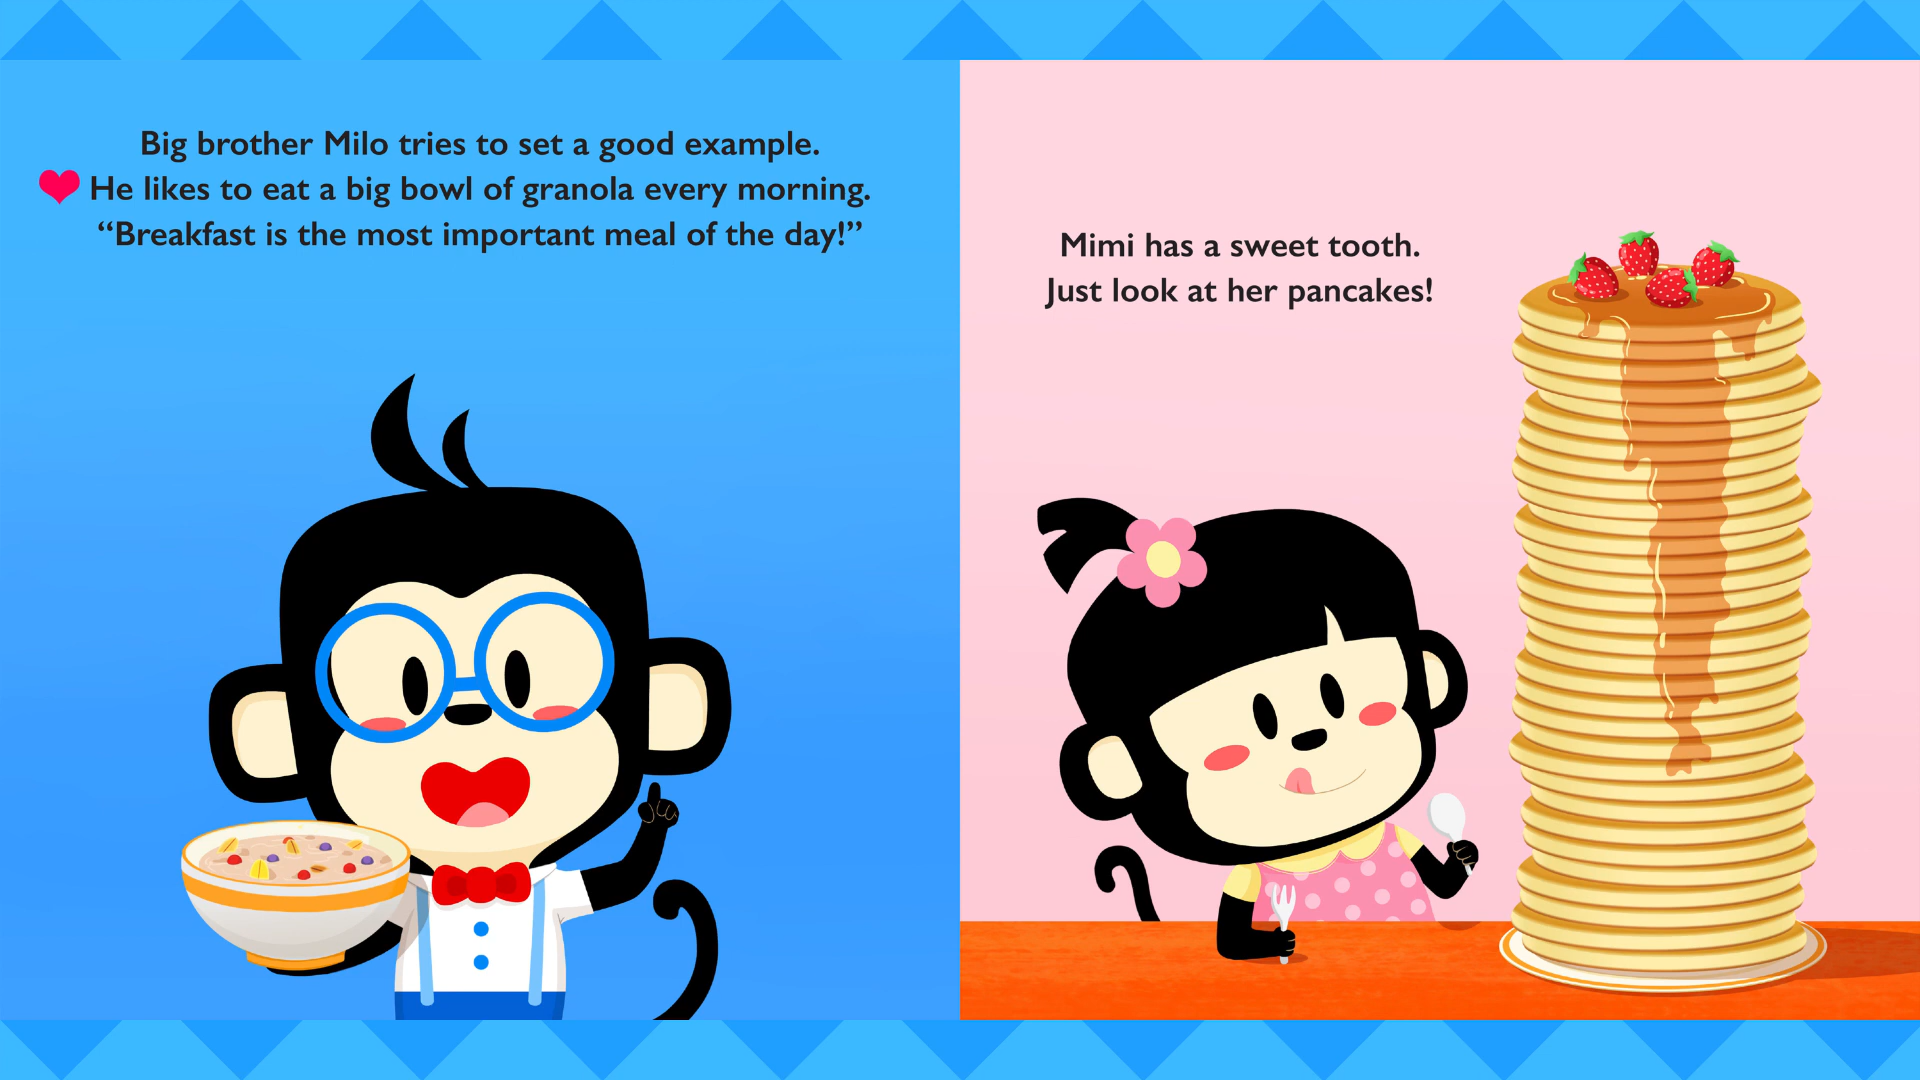 Big brother Milo tries to set a good example.
He likes to eat a big bowl of granola every morning.
“Breakfast is the most important meal of the day!”
Mimi has a sweet tooth.
Just look at her pancakes!